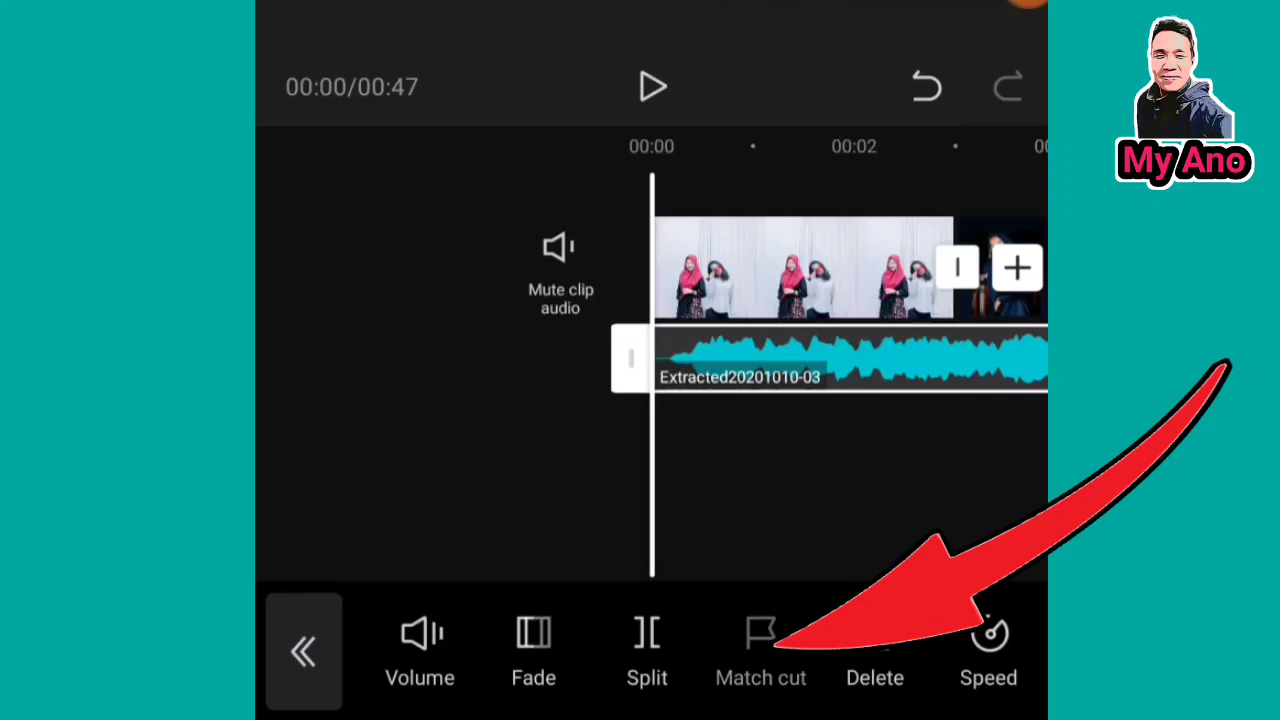 My Ano
00:00/00:47
00:00
00:02
Mute clip
audio
Extracted20201010-03
Volume
Fade
Split
Match cut
Delete
Speed